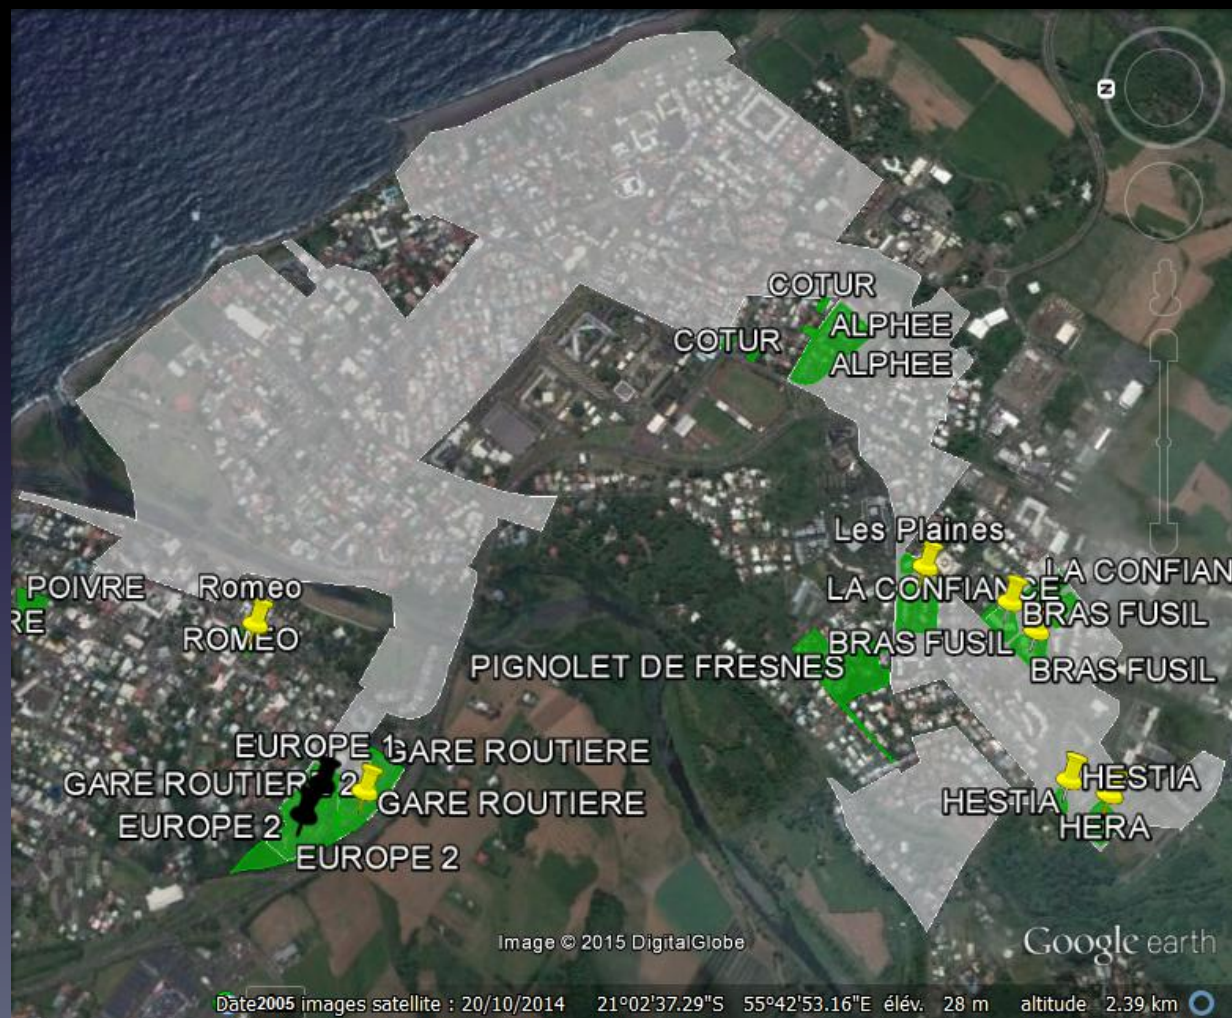 N
COTUR
ALPHEE
COTUR
ALPHEE
Les Plaines
LA CONFIAN
POIVRE
Romeo
LA CONFIANCE
BRAS FUSIL
RE
ROMEO
BRAS FUSIL
PIGNOLET DE FRESNES
BRAS FUSIL
EUROPE 1
GARE ROUTIERE
GARE ROUTIERE 2
HESTIA
GARE ROUTIERE
HESTIA
EUROPE 2
HERA
EUROPE 2
Image © 2015 DigitalGlobe
Google earth
Date 2005 images satellite : 20/10/2014 21°02'37.29"S 55°42'53.16"E élév. 28 m altitude 2.39 km